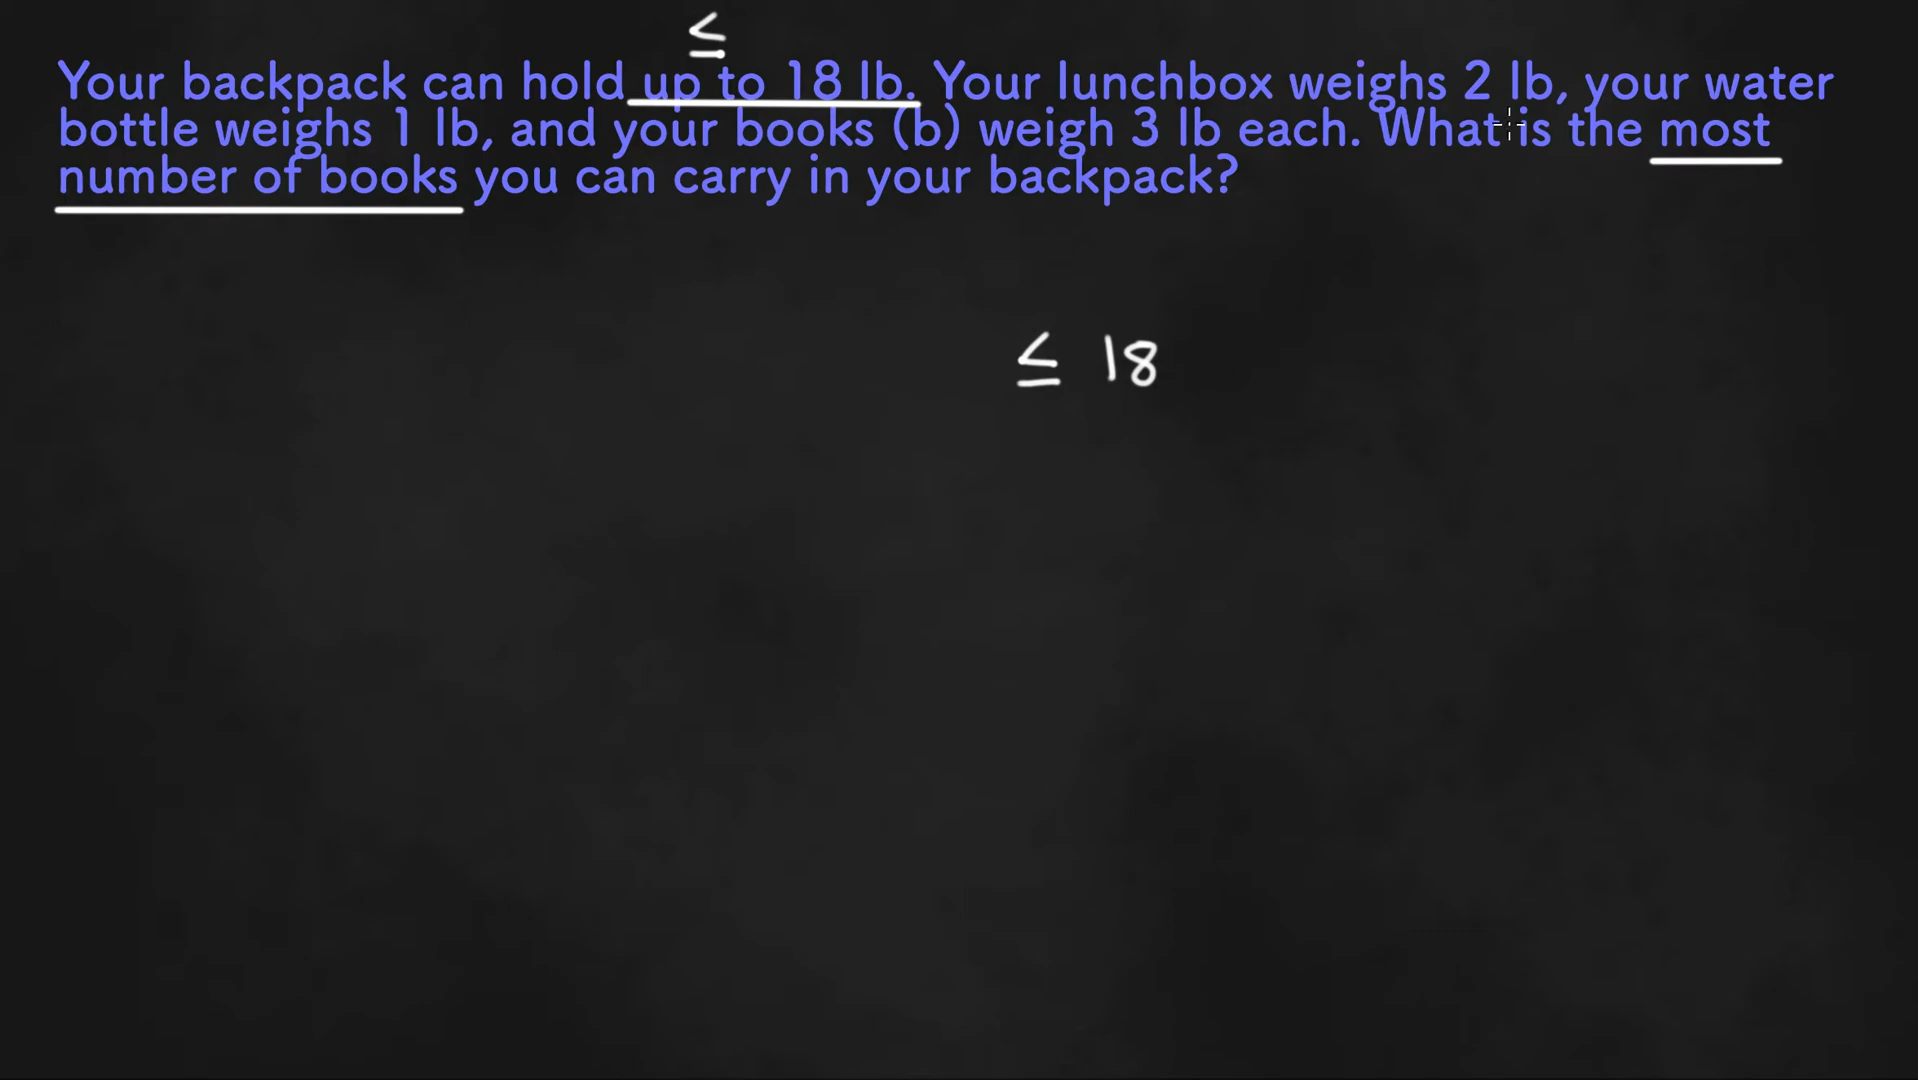 ≤
Your backpack can hold up to 18 lb. Your lunchbox weighs 2 lb, your water
bottle weighs 1 lb, and your books (b) weigh 3 lb each. What is the most
number of books you can carry in your backpack?
≤ 18